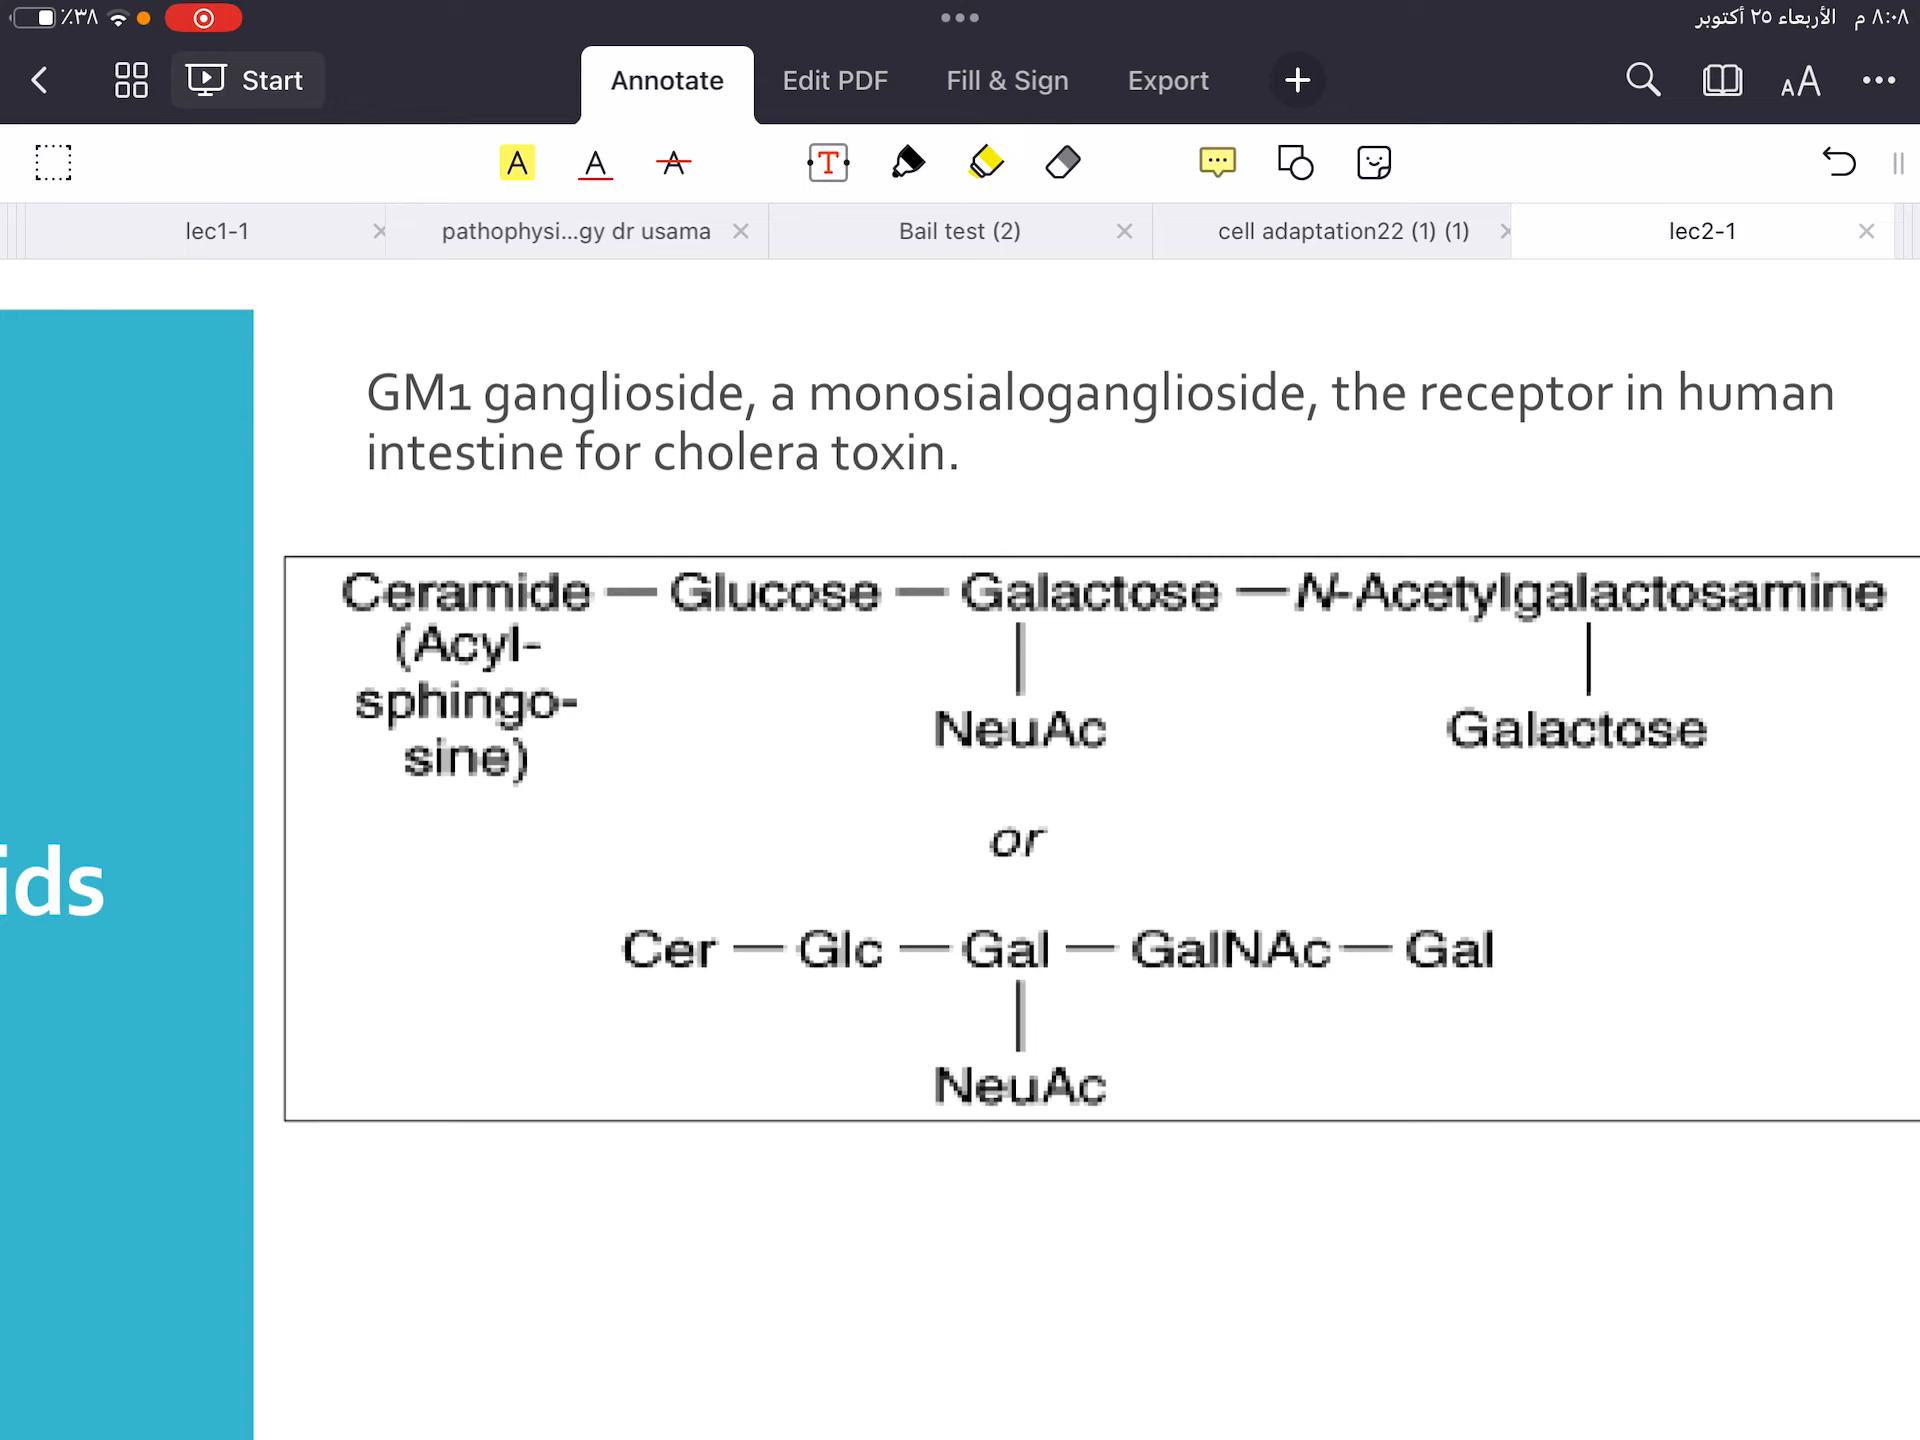 ٪٣٨
الأربعاء ٢٥ أكتوبر ٨:٠٨ م
Start
Annotate
Edit PDF
Fill & Sign
Export
AA
A
A
A
T
lec1-1
pathophysi...gy dr usama
Bail test (2)
cell adaptation22 (1) (1)
lec2-1
GM1 ganglioside, a monosialoganglioside, the receptor in human
intestine for cholera toxin.
Ceramide — Glucose — Galactose — N-Acetylgalactosamine
(Acyl-
sphingo-
sine)
NeuAc
Galactose
or
Cer — Glc — Gal — GalNAc — Gal
NeuAc
ids